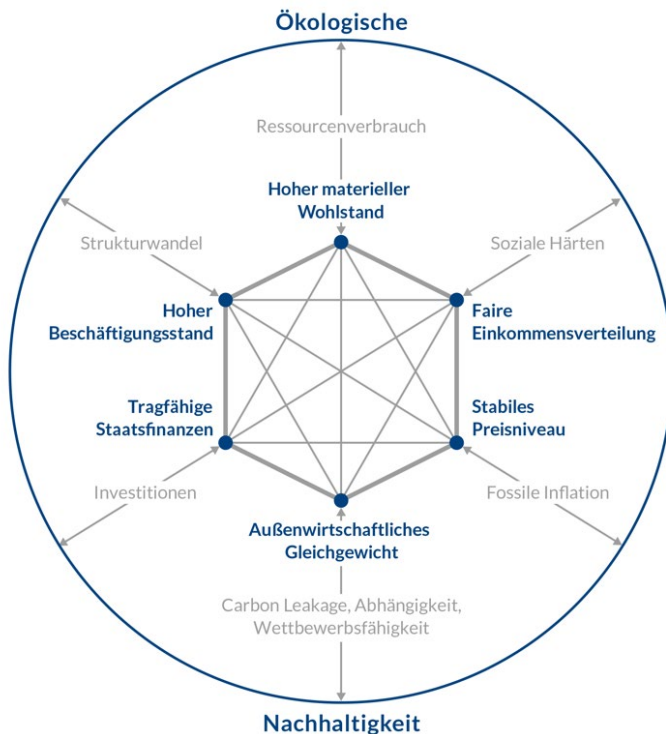 Ökologische
Ressourcenverbrauch
Hoher materieller
Wohlstand
Strukturwandel
Soziale Härten
Hoher
Beschäftigungsstand
Faire
Einkommensverteilung
Tragfähige
Staatsfinanzen
Stabiles
Preisniveau
Investitionen
Fossile Inflation
Außenwirtschaftliches
Gleichgewicht
Carbon Leakage, Abhängigkeit,
Wettbewerbsfähigkeit
Nachhaltigkeit